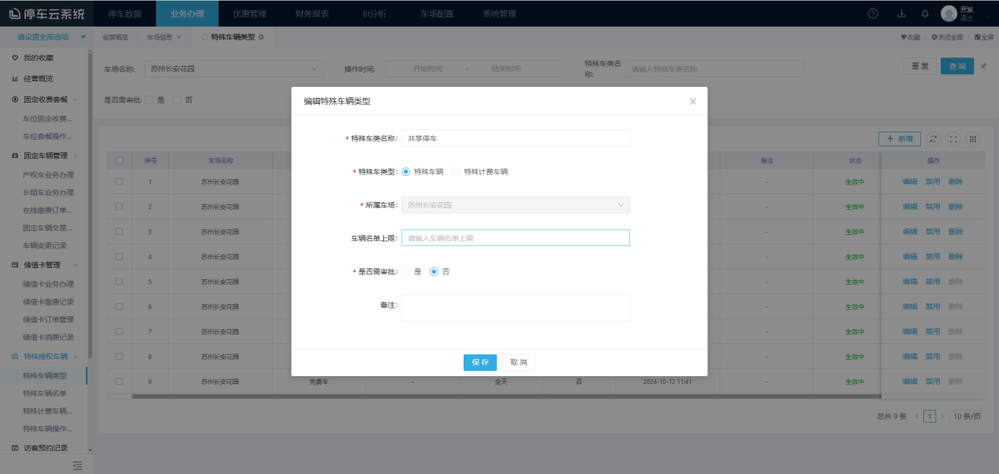 停车云系统 停车数据 业务办理 优惠管理 财务报表 BI分析 车场配置 系统管理 开发
退出
请设置全局选项 经营概览 车场信息 × 特殊车辆类型 收藏 关闭全部 全屏
我的收藏
经营概览
固定收费套餐
车位固定收费...
车位套餐操作...
固定车辆管理
产权车业务办理
长租车业务办理
在线缴费订单...
固定车辆交易...
车辆变更记录
储值卡管理
储值卡业务办理
储值卡缴费记录
储值卡订单管理
储值卡消费记录
特殊授权车辆
特殊车辆类型
特殊车辆名单
特殊计费车辆...
特殊车辆操作...
访客预约记录
车场名称: 苏州长安花园 操作时间: 开始时间 ~ 结束时间 特殊车类名称: 请输入特殊车类名称 重置 查询
是否需审批: 是 否
+ 新增
序号 车场名称 备注 状态 操作
1 苏州长安花园 - 生效中 编辑 禁用 删除
2 苏州长安花园 - 生效中 编辑 禁用 删除
3 苏州长安花园 - 生效中 编辑 禁用 删除
4 苏州长安花园 - 生效中 编辑 禁用 删除
5 苏州长安花园 - 生效中 编辑 禁用 删除
6 苏州长安花园 - 生效中 编辑 禁用 删除
7 苏州长安花园 - 生效中 编辑 禁用 删除
8 苏州长安花园 - 生效中 编辑 禁用 删除
9 苏州长安花园 免费车 - 全天 否 2024-10-12 11:41 - 生效中 编辑 禁用 删除
总共 9 条 < 1 > 10 条/页
编辑特殊车辆类型
* 特殊车类名称: 共享停车
* 特殊车类型: 特殊车辆 特殊计费车辆
* 所属车场: 苏州长安花园
车辆名单上限: 请输入车辆名单上限
* 是否需审批: 是 否
备注:
保存 取消